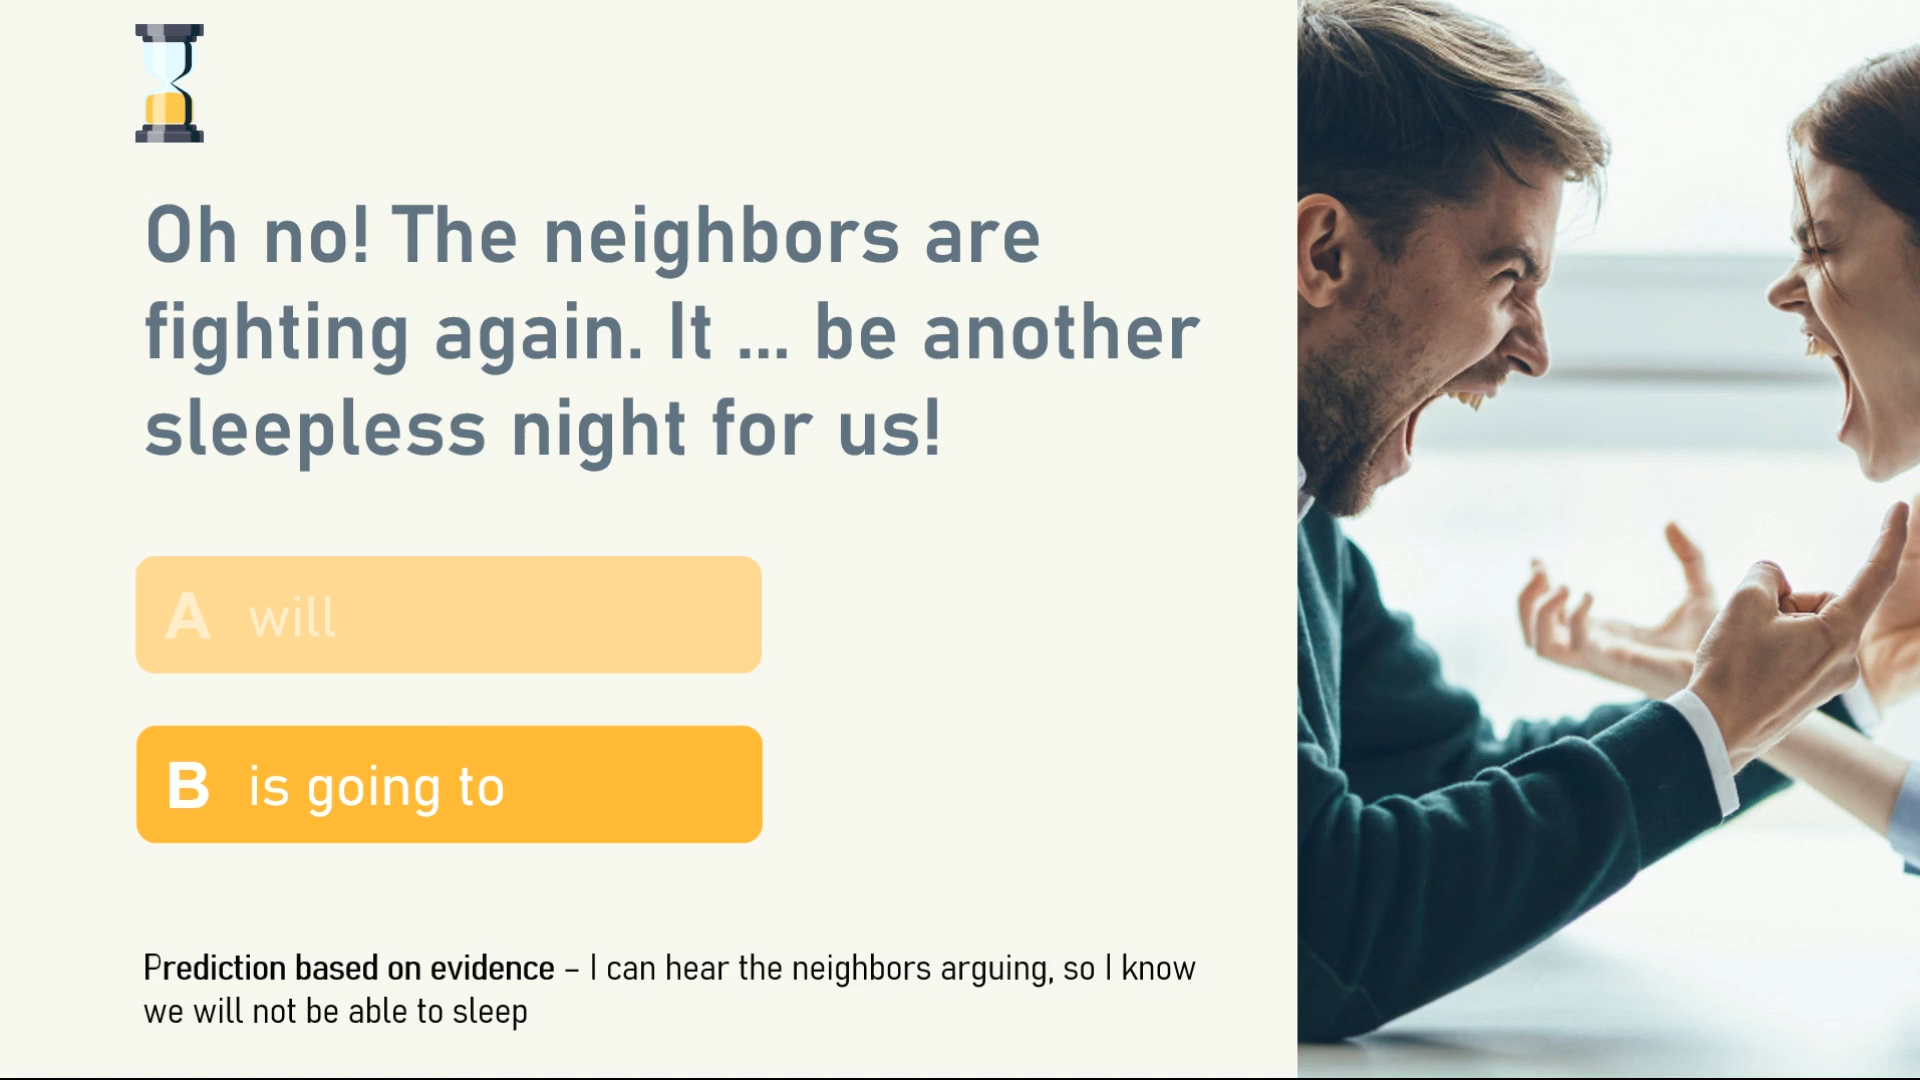 Oh no! The neighbors are
fighting again. It ... be another
sleepless night for us!
A will
B is going to
Prediction based on evidence – I can hear the neighbors arguing, so I know
we will not be able to sleep